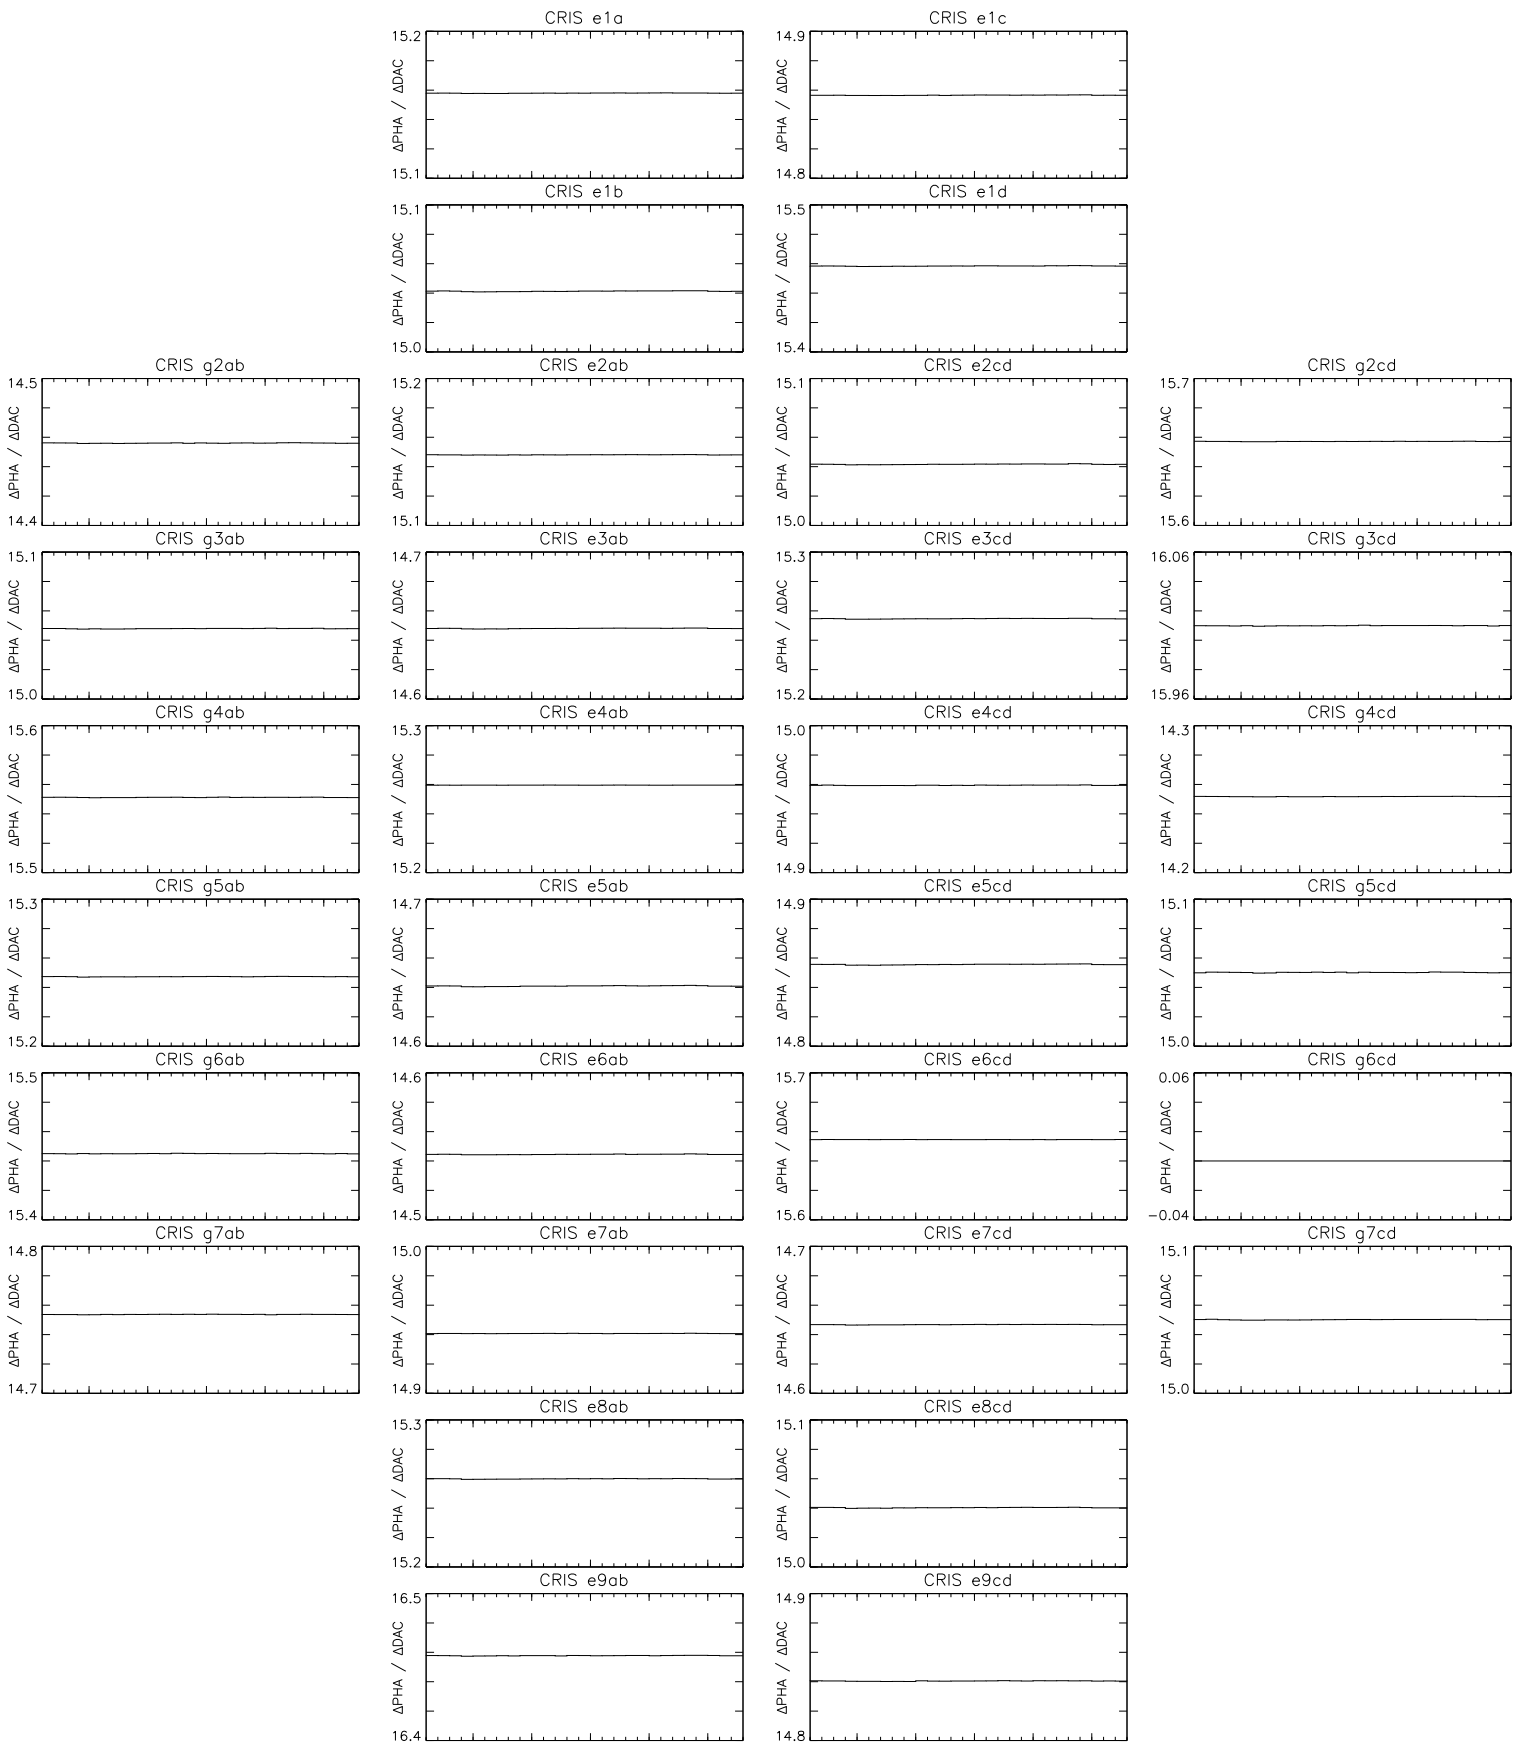 CRIS e1a
15.2
ΔPHA / ΔDAC
15.1
CRIS e1c
14.9
ΔPHA / ΔDAC
14.8
CRIS e1b
15.1
ΔPHA / ΔDAC
15.0
CRIS e1d
15.5
ΔPHA / ΔDAC
15.4
CRIS g2ab
14.5
ΔPHA / ΔDAC
14.4
CRIS e2ab
15.2
ΔPHA / ΔDAC
15.1
CRIS e2cd
15.1
ΔPHA / ΔDAC
15.0
CRIS g2cd
15.7
ΔPHA / ΔDAC
15.6
CRIS g3ab
15.1
ΔPHA / ΔDAC
15.0
CRIS e3ab
14.7
ΔPHA / ΔDAC
14.6
CRIS e3cd
15.3
ΔPHA / ΔDAC
15.2
CRIS g3cd
16.06
ΔPHA / ΔDAC
15.96
CRIS g4ab
15.6
ΔPHA / ΔDAC
15.5
CRIS e4ab
15.3
ΔPHA / ΔDAC
15.2
CRIS e4cd
15.0
ΔPHA / ΔDAC
14.9
CRIS g4cd
14.3
ΔPHA / ΔDAC
14.2
CRIS g5ab
15.3
ΔPHA / ΔDAC
15.2
CRIS e5ab
14.7
ΔPHA / ΔDAC
14.6
CRIS e5cd
14.9
ΔPHA / ΔDAC
14.8
CRIS g5cd
15.1
ΔPHA / ΔDAC
15.0
CRIS g6ab
15.5
ΔPHA / ΔDAC
15.4
CRIS e6ab
14.6
ΔPHA / ΔDAC
14.5
CRIS e6cd
15.7
ΔPHA / ΔDAC
15.6
CRIS g6cd
0.06
ΔPHA / ΔDAC
−0.04
CRIS g7ab
14.8
ΔPHA / ΔDAC
14.7
CRIS e7ab
15.0
ΔPHA / ΔDAC
14.9
CRIS e7cd
14.7
ΔPHA / ΔDAC
14.6
CRIS g7cd
15.1
ΔPHA / ΔDAC
15.0
CRIS e8ab
15.3
ΔPHA / ΔDAC
15.2
CRIS e8cd
15.1
ΔPHA / ΔDAC
15.0
CRIS e9ab
16.5
ΔPHA / ΔDAC
16.4
CRIS e9cd
14.9
ΔPHA / ΔDAC
14.8